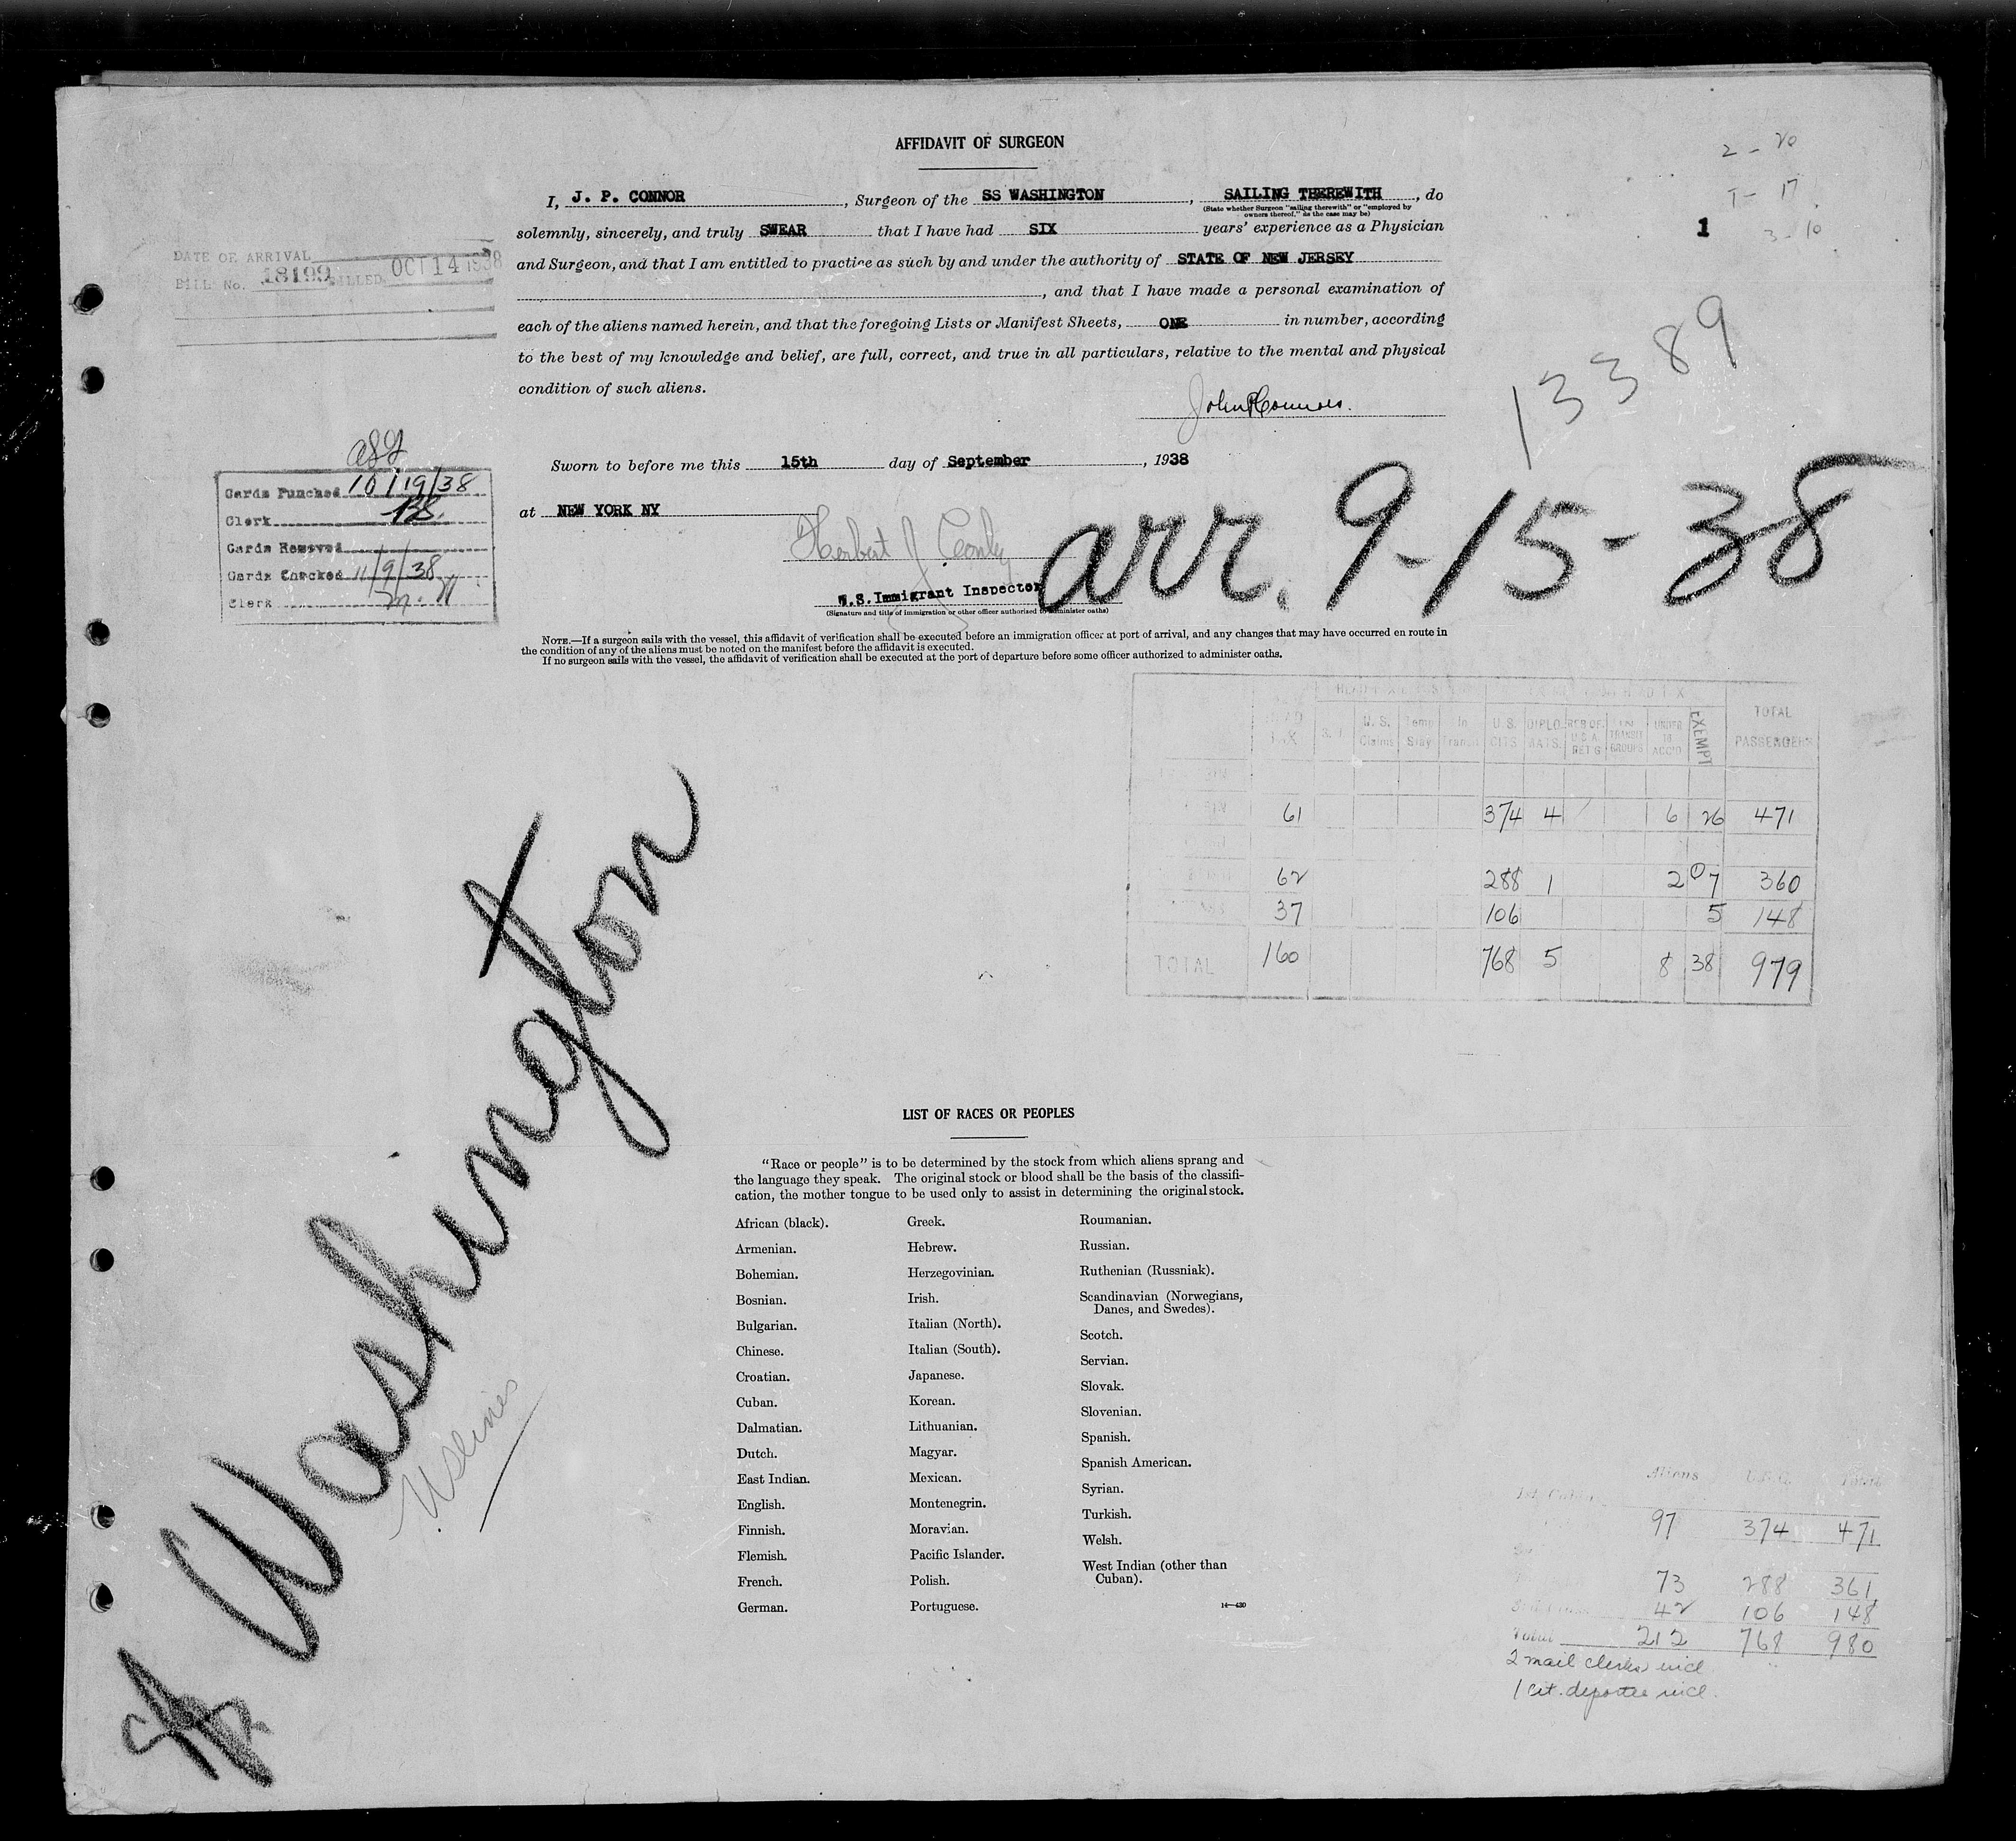 AFFIDAVIT OF SURGEON
2 - 20
T - 17
1
3 - 10
I, J. P. CONNOR, Surgeon of the SS WASHINGTON, SAILING THEREWITH, do
(State whether Surgeon "sailing therewith" or "employed by
owners thereof," as the case may be)
solemnly, sincerely, and truly SWEAR that I have had SIX years' experience as a Physician
and Surgeon, and that I am entitled to practice as such by and under the authority of STATE OF NEW JERSEY
, and that I have made a personal examination of
each of the aliens named herein, and that the foregoing Lists or Manifest Sheets, ONE in number, according
to the best of my knowledge and belief, are full, correct, and true in all particulars, relative to the mental and physical
condition of such aliens.
DATE OF ARRIVAL
BILL No. 18199 BILLED OCT 14 1938
13389
Sworn to before me this 15th day of September, 1938
at NEW YORK NY
arr. 9-15-38
Cards Punched 10/19/38
Clerk
Cards Removed
Cards Checked 11/9/38
Clerk
U.S. Immigrant Inspector
(Signature and title of immigration or other officer authorized to administer oaths)
NOTE.—If a surgeon sails with the vessel, this affidavit of verification shall be executed before an immigration officer at port of arrival, and any changes that may have occurred en route in
the condition of any of the aliens must be noted on the manifest before the affidavit is executed.
If no surgeon sails with the vessel, the affidavit of verification shall be executed at the port of departure before some officer authorized to administer oaths.
U. S. Claims Temp Stay In Transit U.S. CITS DIPLO-MATS. RES OF. U.S.A. RET'G IN TRANSIT GROUPS UNDER 16 ACC'D EXEMPT TOTAL PASSENGERS
61 374 4 6 26 471
62 288 1 2 7 360
37 106 5 148
TOTAL 160 768 5 8 38 979
Washington
US Lines
LIST OF RACES OR PEOPLES
"Race or people" is to be determined by the stock from which aliens sprang and
the language they speak. The original stock or blood shall be the basis of the classifi-
cation, the mother tongue to be used only to assist in determining the original stock.
African (black).
Armenian.
Bohemian.
Bosnian.
Bulgarian.
Chinese.
Croatian.
Cuban.
Dalmatian.
Dutch.
East Indian.
English.
Finnish.
Flemish.
French.
German.
Greek.
Hebrew.
Herzegovinian.
Irish.
Italian (North).
Italian (South).
Japanese.
Korean.
Lithuanian.
Magyar.
Mexican.
Montenegrin.
Moravian.
Pacific Islander.
Polish.
Portuguese.
Roumanian.
Russian.
Ruthenian (Russniak).
Scandinavian (Norwegians,
Danes, and Swedes).
Scotch.
Servian.
Slovak.
Slovenian.
Spanish.
Spanish American.
Syrian.
Turkish.
Welsh.
West Indian (other than
Cuban).
14—430
Aliens Total
97 374 471
73 288 361
42 106 148
Total 212 768 980
2 mail clerks incl
1 cit. deportee incl.